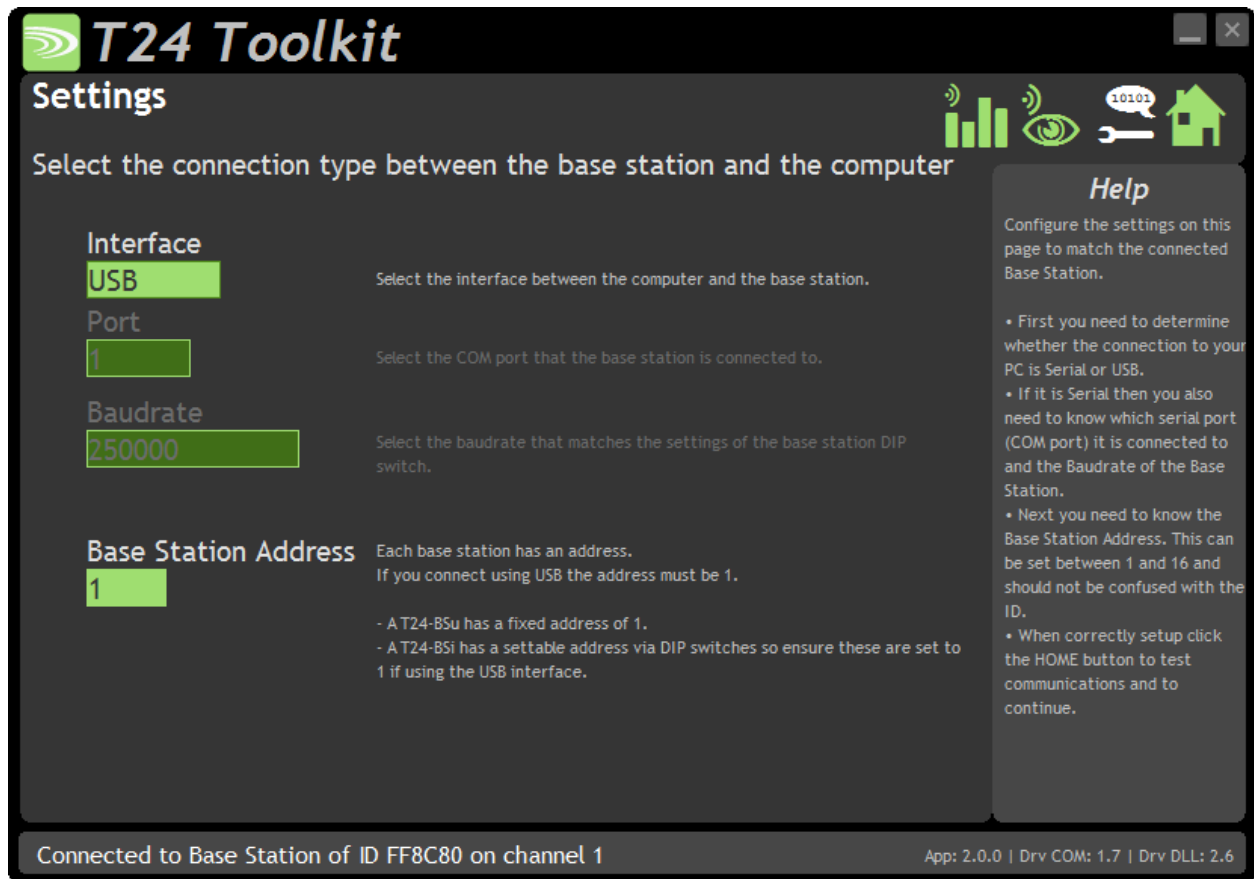 T24 Toolkit
Settings
10101
Select the connection type between the base station and the computer
Interface
USB
Select the interface between the computer and the base station.
Port
1
Select the COM port that the base station is connected to.
Baudrate
250000
Select the baudrate that matches the settings of the base station DIP
switch.
Base Station Address
1
Each base station has an address.
If you connect using USB the address must be 1.
- A T24-BSu has a fixed address of 1.
- A T24-BSi has a settable address via DIP switches so ensure these are set to
1 if using the USB interface.
Help
Configure the settings on this
page to match the connected
Base Station.
• First you need to determine
whether the connection to your
PC is Serial or USB.
• If it is Serial then you also
need to know which serial port
(COM port) it is connected to
and the Baudrate of the Base
Station.
• Next you need to know the
Base Station Address. This can
be set between 1 and 16 and
should not be confused with the
ID.
• When correctly setup click
the HOME button to test
communications and to
continue.
Connected to Base Station of ID FF8C80 on channel 1
App: 2.0.0 | Drv COM: 1.7 | Drv DLL: 2.6